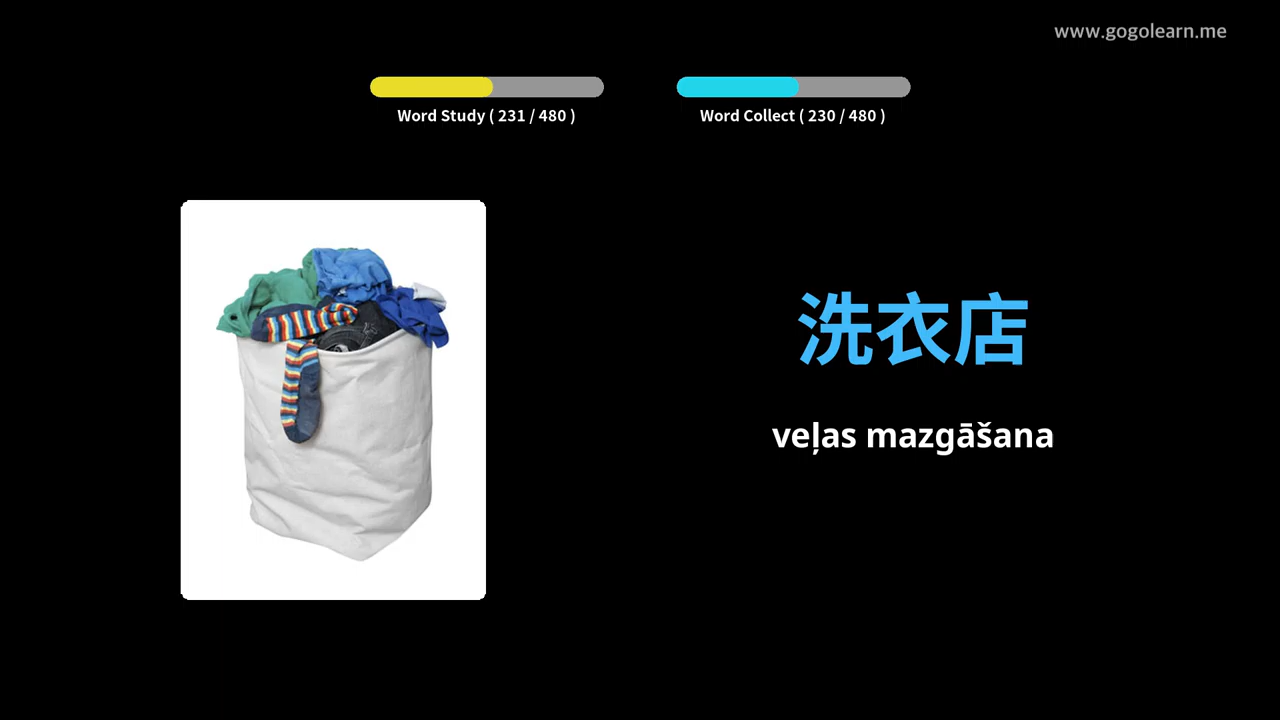 www.gogolearn.me
Word Study ( 231 / 480 )
Word Collect ( 230 / 480 )
洗衣店
veļas mazgāšana